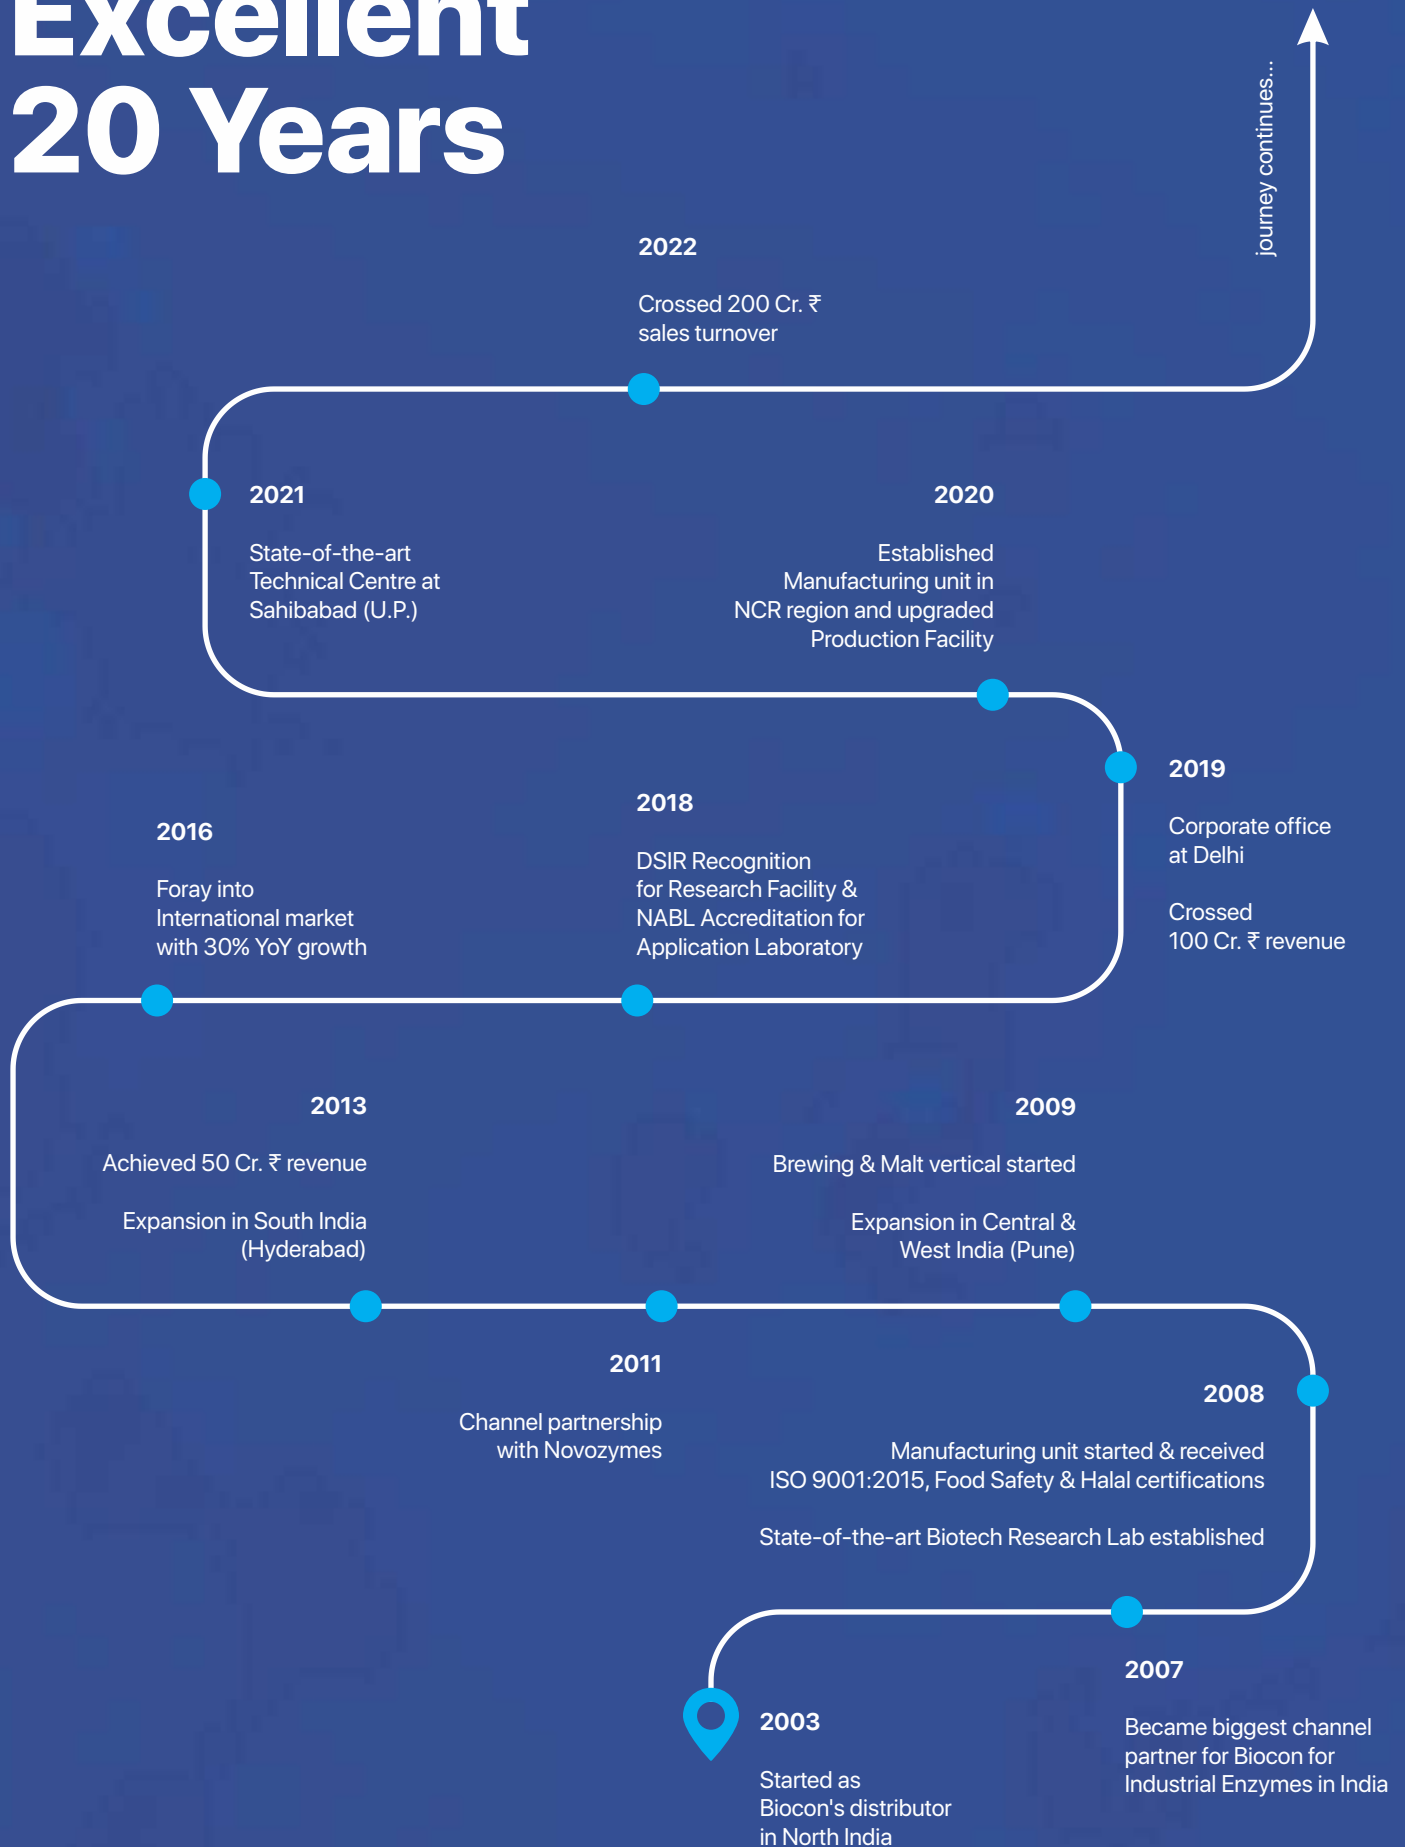 Excellent
20 Years
journey continues...
2022
Crossed 200 Cr. ₹
sales turnover
2021
State-of-the-art
Technical Centre at
Sahibabad (U.P.)
2020
Established
Manufacturing unit in
NCR region and upgraded
Production Facility
2019
Corporate office
at Delhi
Crossed
100 Cr. ₹ revenue
2018
DSIR Recognition
for Research Facility &
NABL Accreditation for
Application Laboratory
2016
Foray into
International market
with 30% YoY growth
2013
Achieved 50 Cr. ₹ revenue
Expansion in South India
(Hyderabad)
2011
Channel partnership
with Novozymes
2009
Brewing & Malt vertical started
Expansion in Central &
West India (Pune)
2008
Manufacturing unit started & received
ISO 9001:2015, Food Safety & Halal certifications
State-of-the-art Biotech Research Lab established
2007
Became biggest channel
partner for Biocon for
Industrial Enzymes in India
2003
Started as
Biocon's distributor
in North India